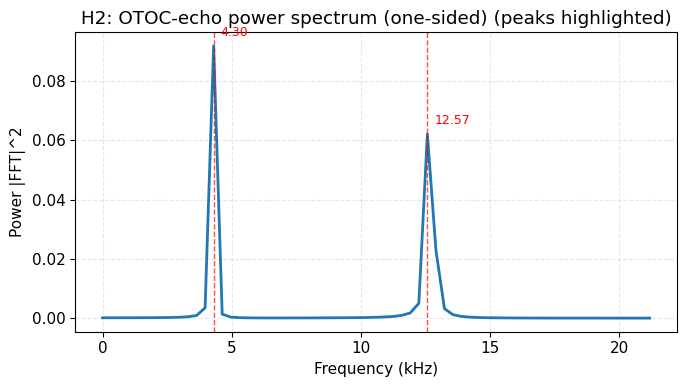 H2: OTOC-echo power spectrum (one-sided) (peaks highlighted)
4.30
12.57
Power |FFT|^2
0.08
0.06
0.04
0.02
0.00
0 5 10 15 20
Frequency (kHz)